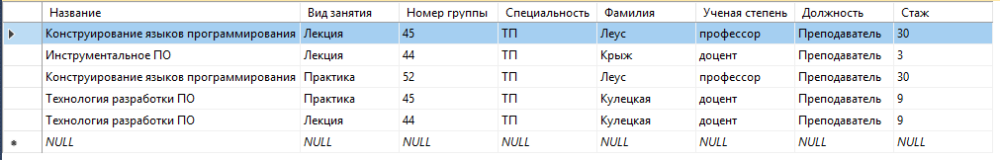 Название Вид занятия Номер группы Специальность Фамилия Ученая степень Должность Стаж
Конструирование языков программирования Лекция 45 ТП Леус профессор Преподаватель 30
Инструментальное ПО Лекция 44 ТП Крыж доцент Преподаватель 3
Конструирование языков программирования Практика 52 ТП Леус профессор Преподаватель 30
Технология разработки ПО Практика 45 ТП Кулецкая доцент Преподаватель 9
Технология разработки ПО Лекция 44 ТП Кулецкая доцент Преподаватель 9
NULL NULL NULL NULL NULL NULL NULL NULL